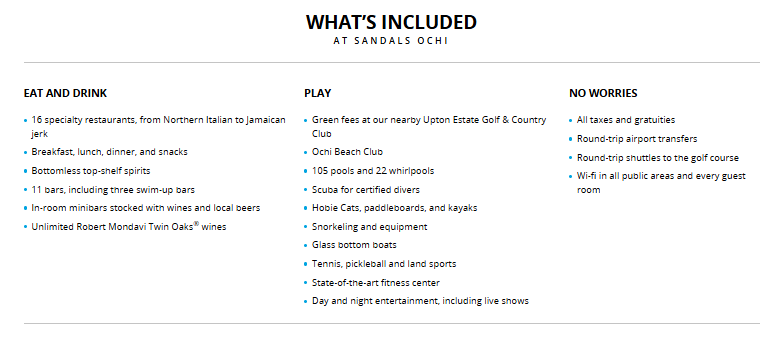 WHAT'S INCLUDED
AT SANDALS OCHI
EAT AND DRINK
• 16 specialty restaurants, from Northern Italian to Jamaican
jerk
• Breakfast, lunch, dinner, and snacks
• Bottomless top-shelf spirits
• 11 bars, including three swim-up bars
• In-room minibars stocked with wines and local beers
• Unlimited Robert Mondavi Twin Oaks® wines
PLAY
• Green fees at our nearby Upton Estate Golf & Country
Club
• Ochi Beach Club
• 105 pools and 22 whirlpools
• Scuba for certified divers
• Hobie Cats, paddleboards, and kayaks
• Snorkeling and equipment
• Glass bottom boats
• Tennis, pickleball and land sports
• State-of-the-art fitness center
• Day and night entertainment, including live shows
NO WORRIES
• All taxes and gratuities
• Round-trip airport transfers
• Round-trip shuttles to the golf course
• Wi-fi in all public areas and every guest
room